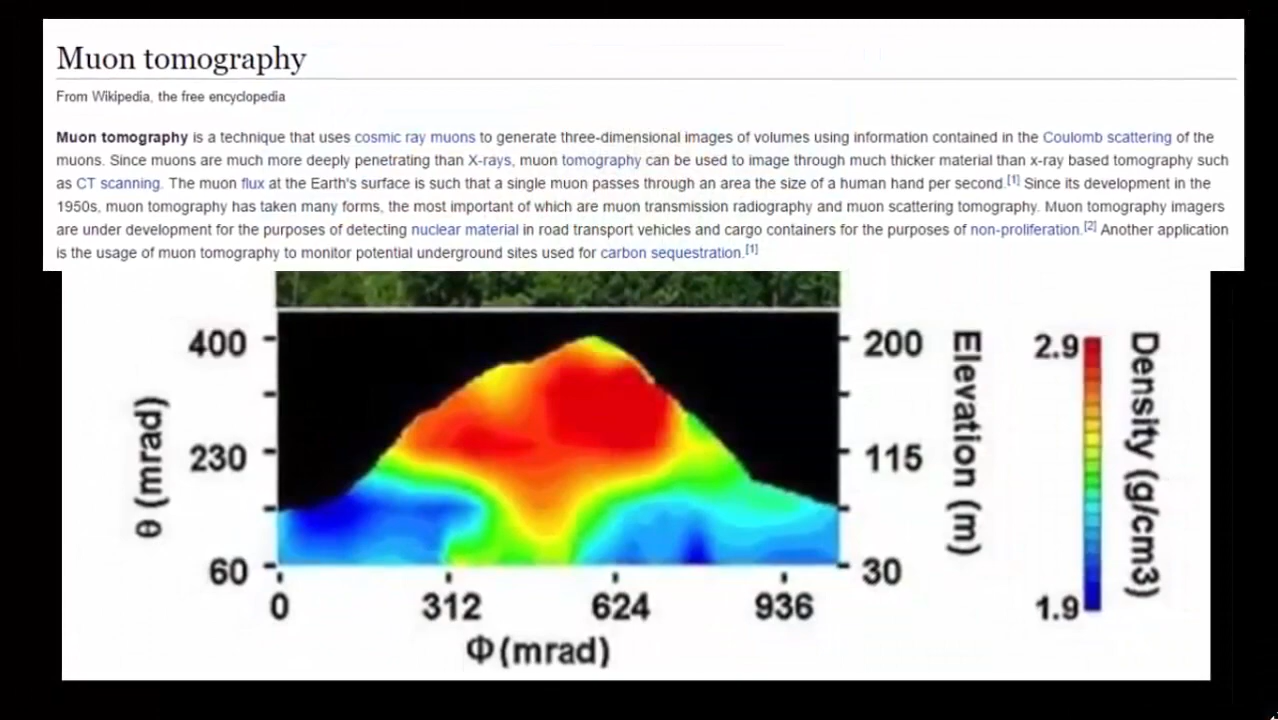 Muon tomography
From Wikipedia, the free encyclopedia
Muon tomography is a technique that uses cosmic ray muons to generate three-dimensional images of volumes using information contained in the Coulomb scattering of the
muons. Since muons are much more deeply penetrating than X-rays, muon tomography can be used to image through much thicker material than x-ray based tomography such
as CT scanning. The muon flux at the Earth's surface is such that a single muon passes through an area the size of a human hand per second.[1] Since its development in the
1950s, muon tomography has taken many forms, the most important of which are muon transmission radiography and muon scattering tomography. Muon tomography imagers
are under development for the purposes of detecting nuclear material in road transport vehicles and cargo containers for the purposes of non-proliferation.[2] Another application
is the usage of muon tomography to monitor potential underground sites used for carbon sequestration.[1]
θ (mrad)
400
230
60
0
312
624
936
Φ (mrad)
200
115
30
Elevation (m)
2.9
1.9
Density (g/cm3)